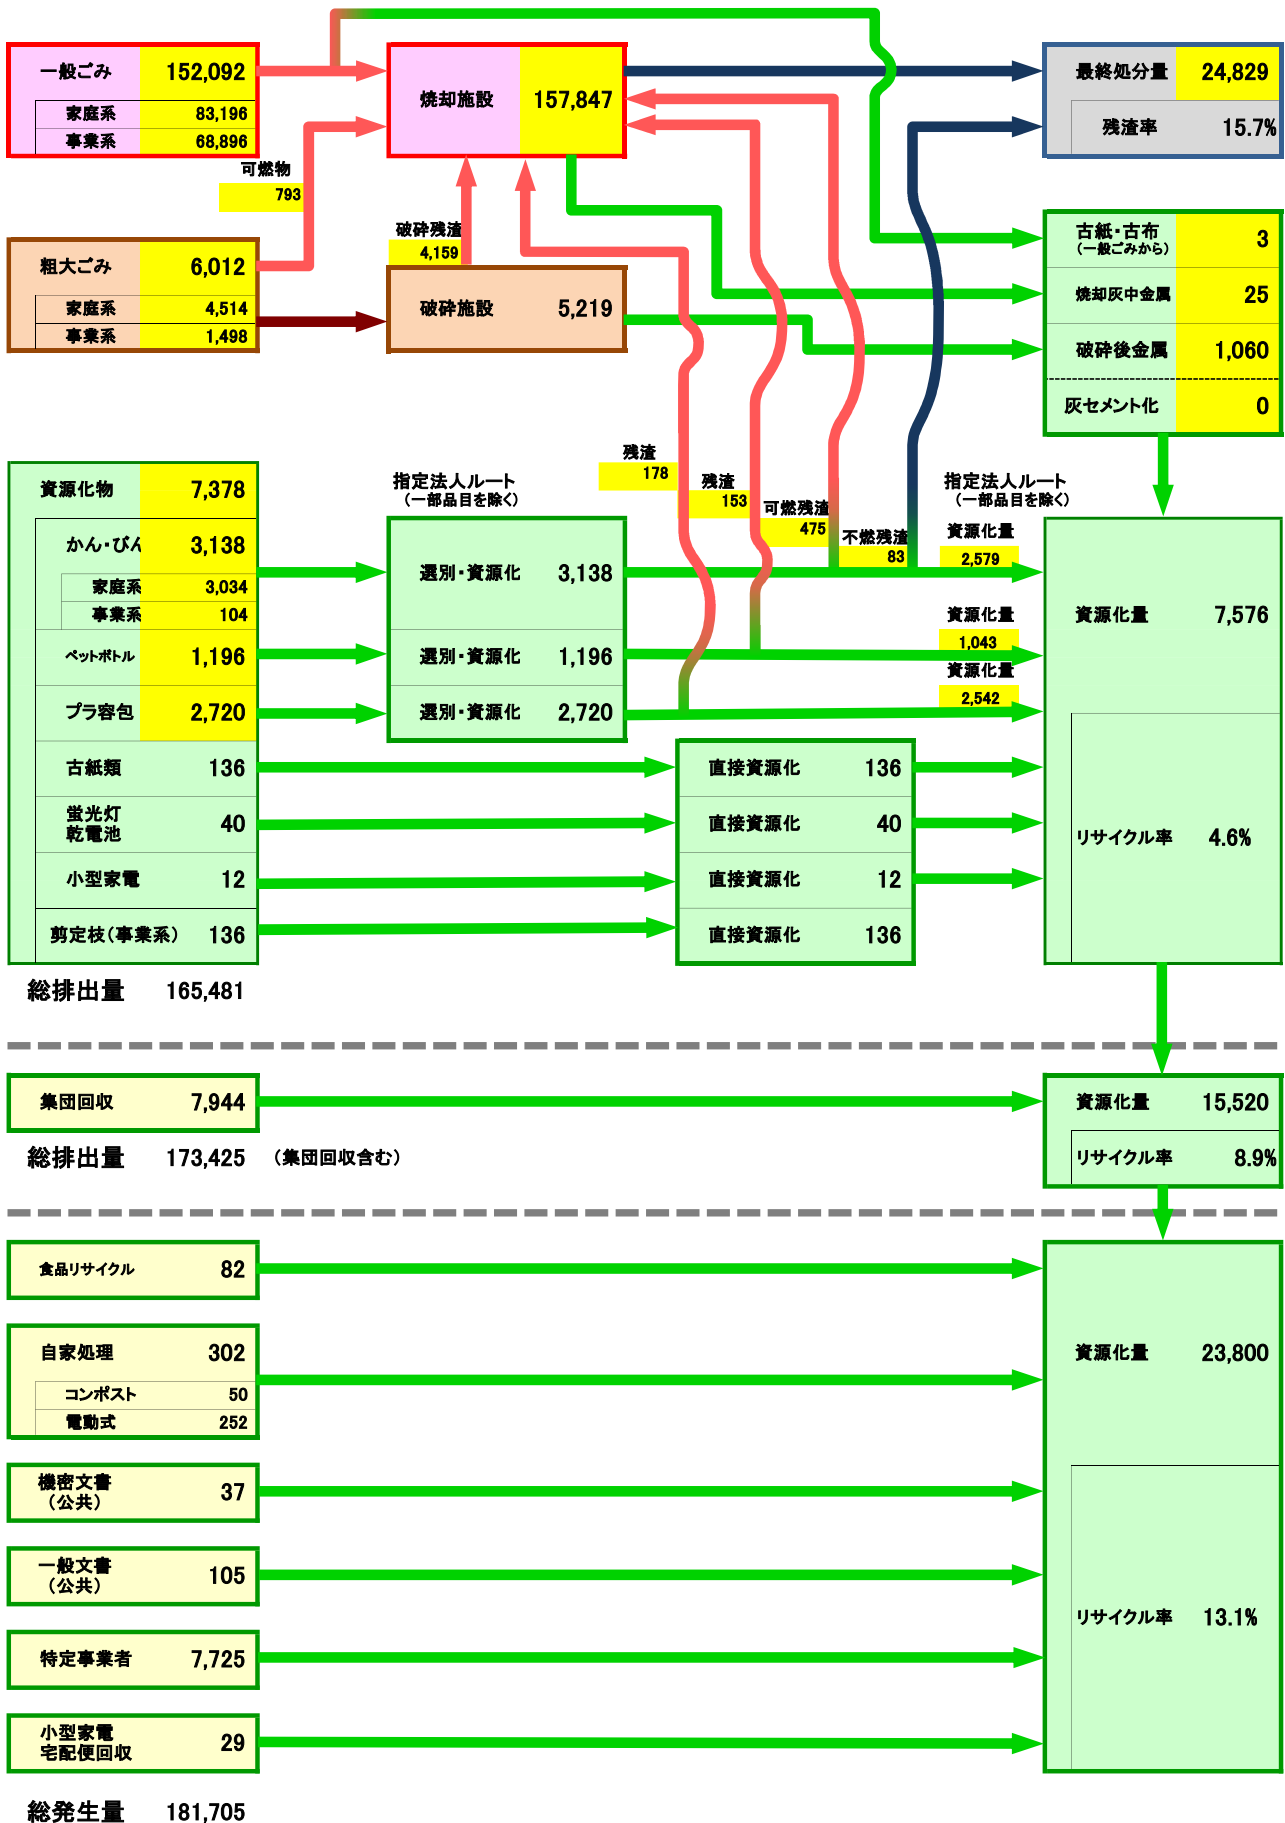 一般ごみ 152,092
家庭系 83,196
事業系 68,896
焼却施設 157,847
最終処分量 24,829
残渣率 15.7%
可燃物
793
破砕残渣
4,159
古紙・古布
（一般ごみから） 3
焼却灰中金属 25
破砕後金属 1,060
灰セメント化 0
粗大ごみ 6,012
家庭系 4,514
事業系 1,498
破砕施設 5,219
残渣
178
残渣
153
可燃残渣
475
不燃残渣
83
指定法人ルート
（一部品目を除く）
指定法人ルート
（一部品目を除く）
資源化物 7,378
かん・びん 3,138
家庭系 3,034
事業系 104
ペットボトル 1,196
プラ容包 2,720
古紙類 136
蛍光灯
乾電池 40
小型家電 12
剪定枝（事業系） 136
選別・資源化 3,138
選別・資源化 1,196
選別・資源化 2,720
直接資源化 136
直接資源化 40
直接資源化 12
直接資源化 136
資源化量
2,579
資源化量
1,043
資源化量
2,542
資源化量 7,576
リサイクル率 4.6%
総排出量 165,481
集団回収 7,944
資源化量 15,520
リサイクル率 8.9%
総排出量 173,425 （集団回収含む）
食品リサイクル 82
自家処理 302
コンポスト 50
電動式 252
機密文書
（公共） 37
一般文書
（公共） 105
特定事業者 7,725
小型家電
宅配便回収 29
資源化量 23,800
リサイクル率 13.1%
総発生量 181,705